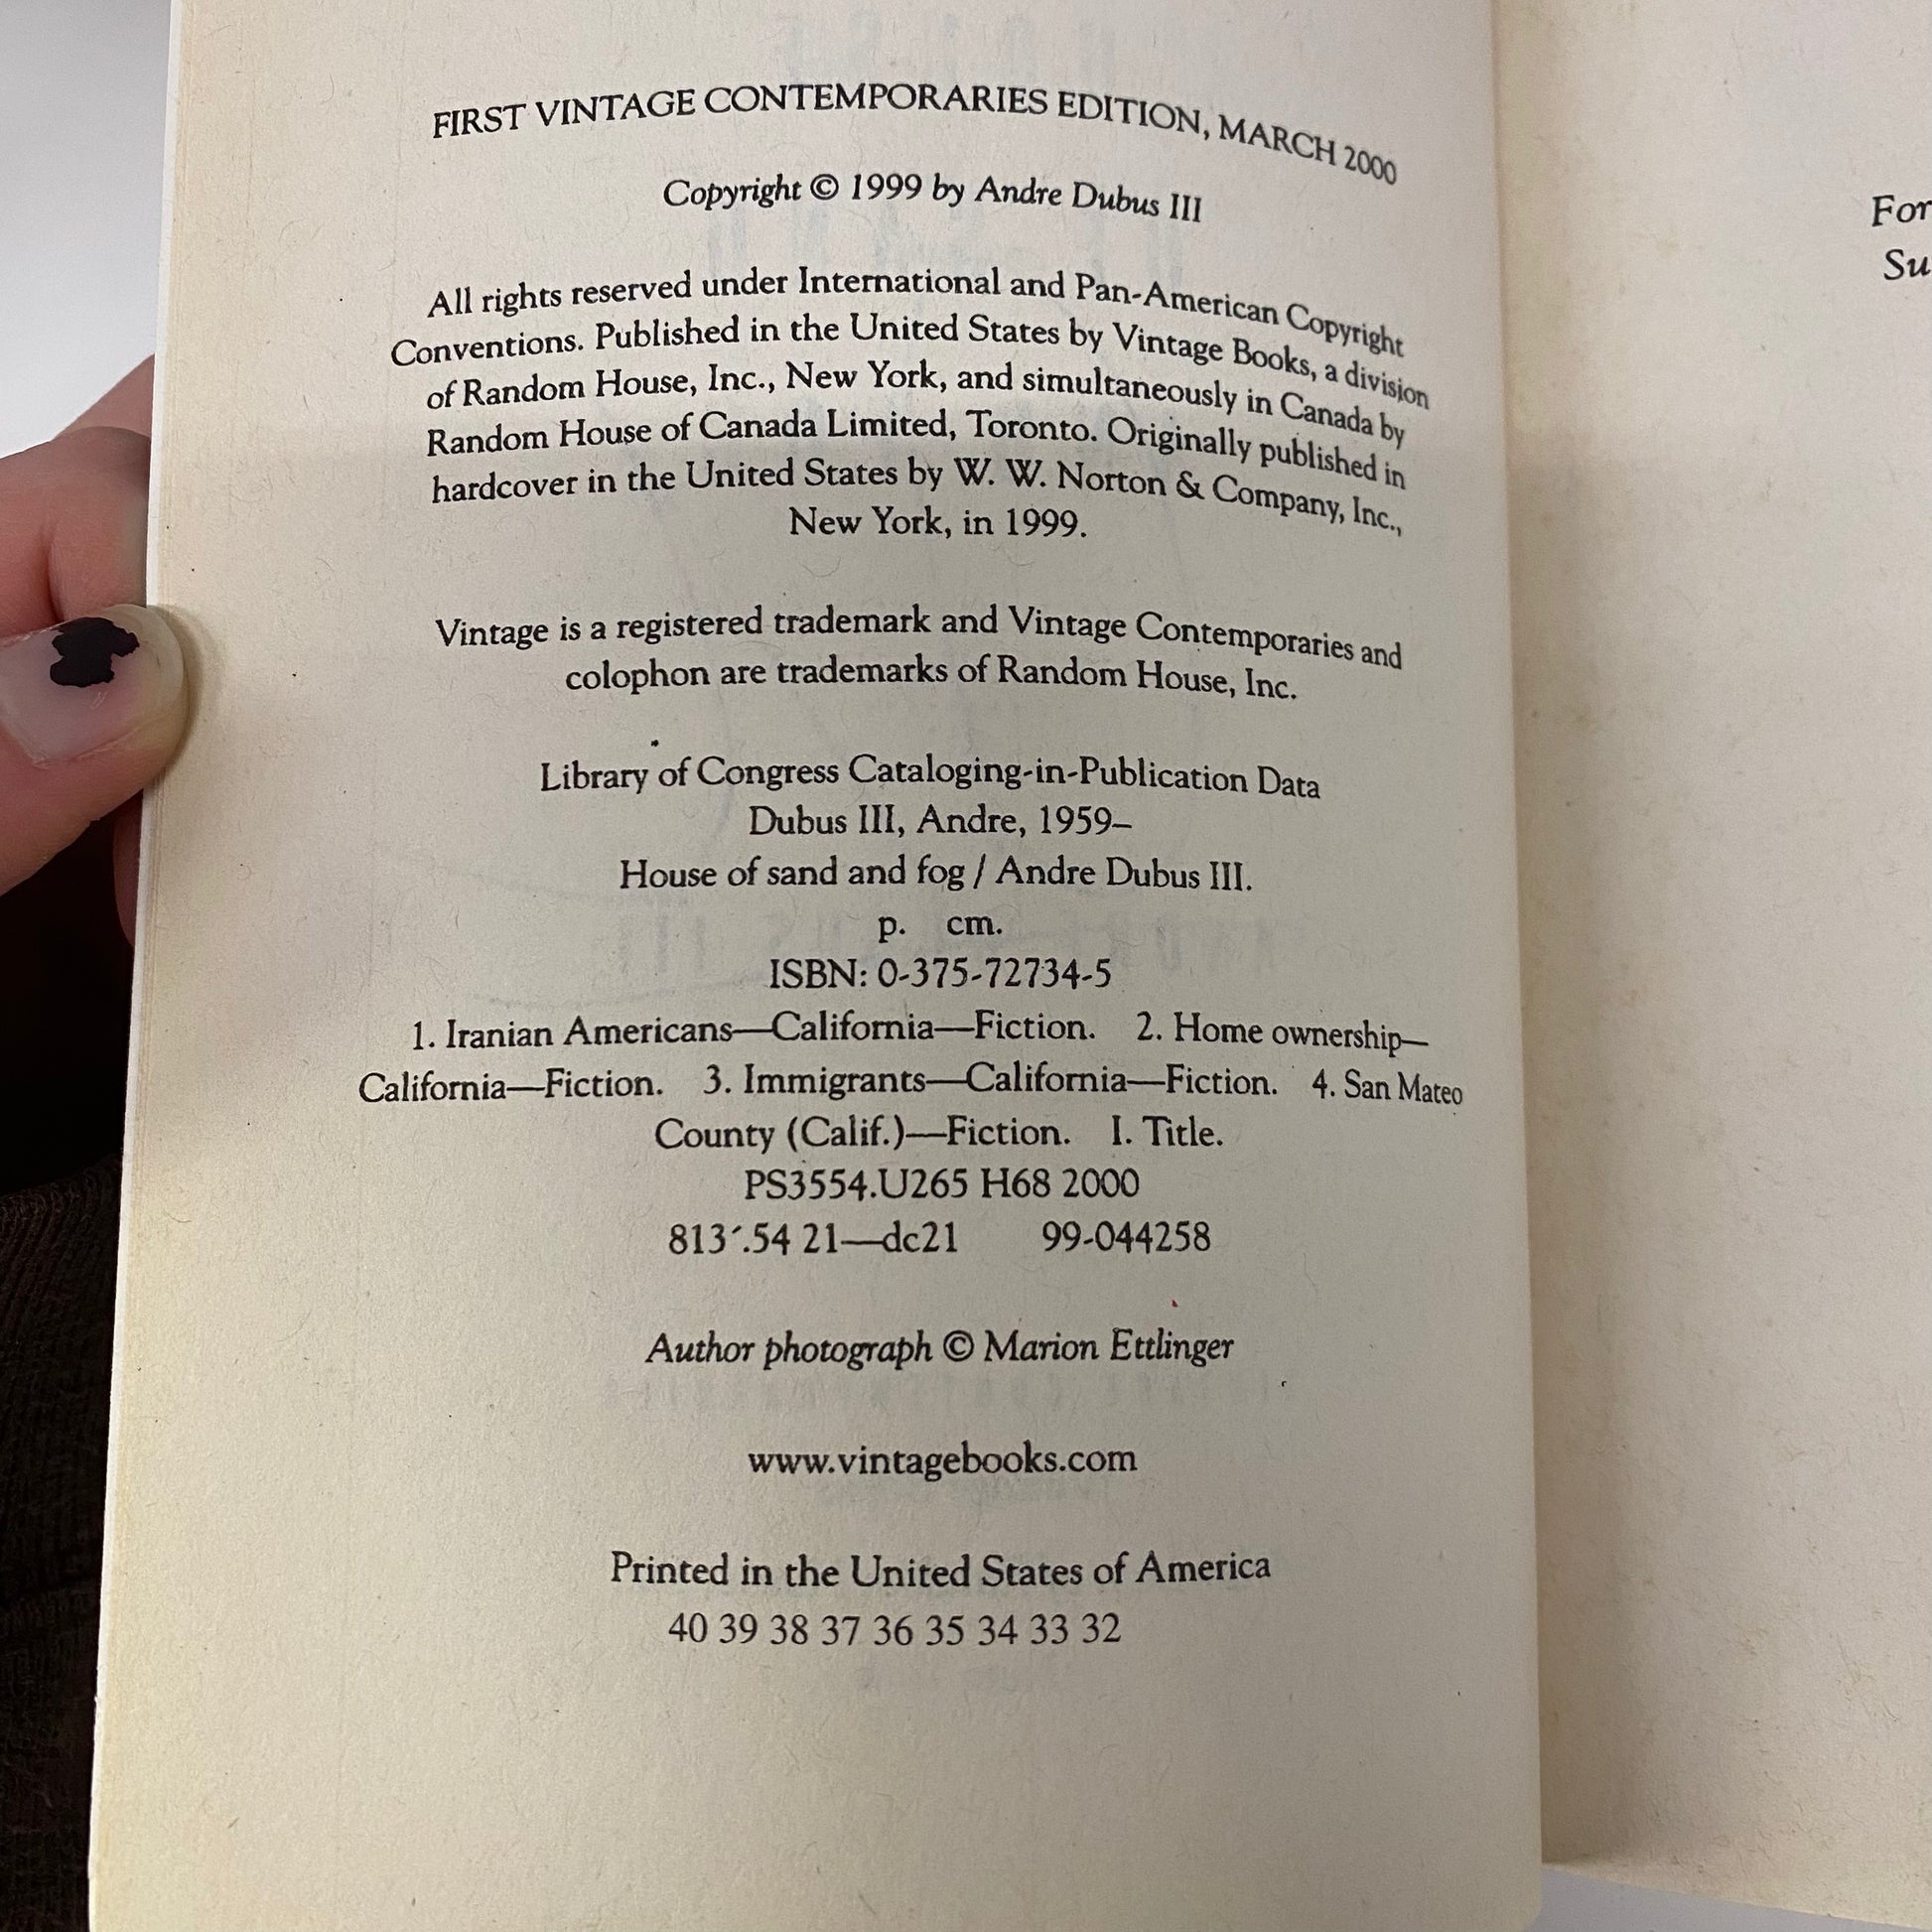 FIRST VINTAGE CONTEMPORARIES EDITION, MARCH 2000
Copyright © 1999 by Andre Dubus III
All rights reserved under International and Pan-American Copyright
Conventions. Published in the United States by Vintage Books, a division
of Random House, Inc., New York, and simultaneously in Canada by
Random House of Canada Limited, Toronto. Originally published in
hardcover in the United States by W. W. Norton & Company, Inc.,
New York, in 1999.
Vintage is a registered trademark and Vintage Contemporaries and
colophon are trademarks of Random House, Inc.
Library of Congress Cataloging-in-Publication Data
Dubus III, Andre, 1959–
House of sand and fog / Andre Dubus III.
p. cm.
ISBN: 0-375-72734-5
1. Iranian Americans—California—Fiction. 2. Home ownership—
California—Fiction. 3. Immigrants—California—Fiction. 4. San Mateo
County (Calif.)—Fiction. I. Title.
PS3554.U265 H68 2000
813´.54 21—dc21 99-044258
Author photograph © Marion Ettlinger
www.vintagebooks.com
Printed in the United States of America
40 39 38 37 36 35 34 33 32
For
Su